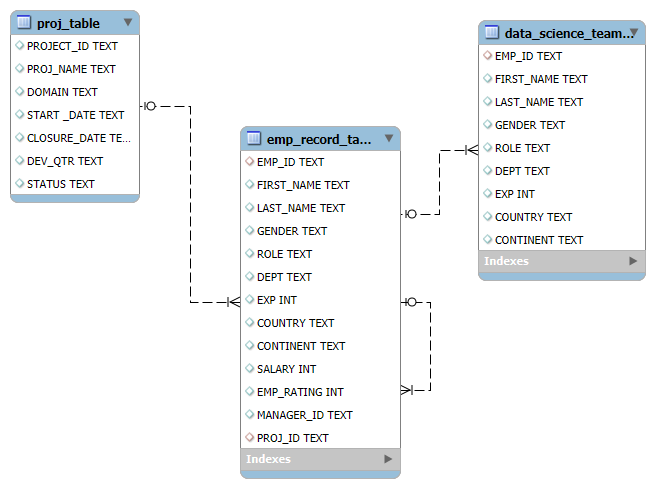 proj_table
PROJECT_ID TEXT
PROJ_NAME TEXT
DOMAIN TEXT
START _DATE TEXT
CLOSURE_DATE TE...
DEV_QTR TEXT
STATUS TEXT
emp_record_ta...
EMP_ID TEXT
FIRST_NAME TEXT
LAST_NAME TEXT
GENDER TEXT
ROLE TEXT
DEPT TEXT
EXP INT
COUNTRY TEXT
CONTINENT TEXT
SALARY INT
EMP_RATING INT
MANAGER_ID TEXT
PROJ_ID TEXT
Indexes
data_science_team...
EMP_ID TEXT
FIRST_NAME TEXT
LAST_NAME TEXT
GENDER TEXT
ROLE TEXT
DEPT TEXT
EXP INT
COUNTRY TEXT
CONTINENT TEXT
Indexes